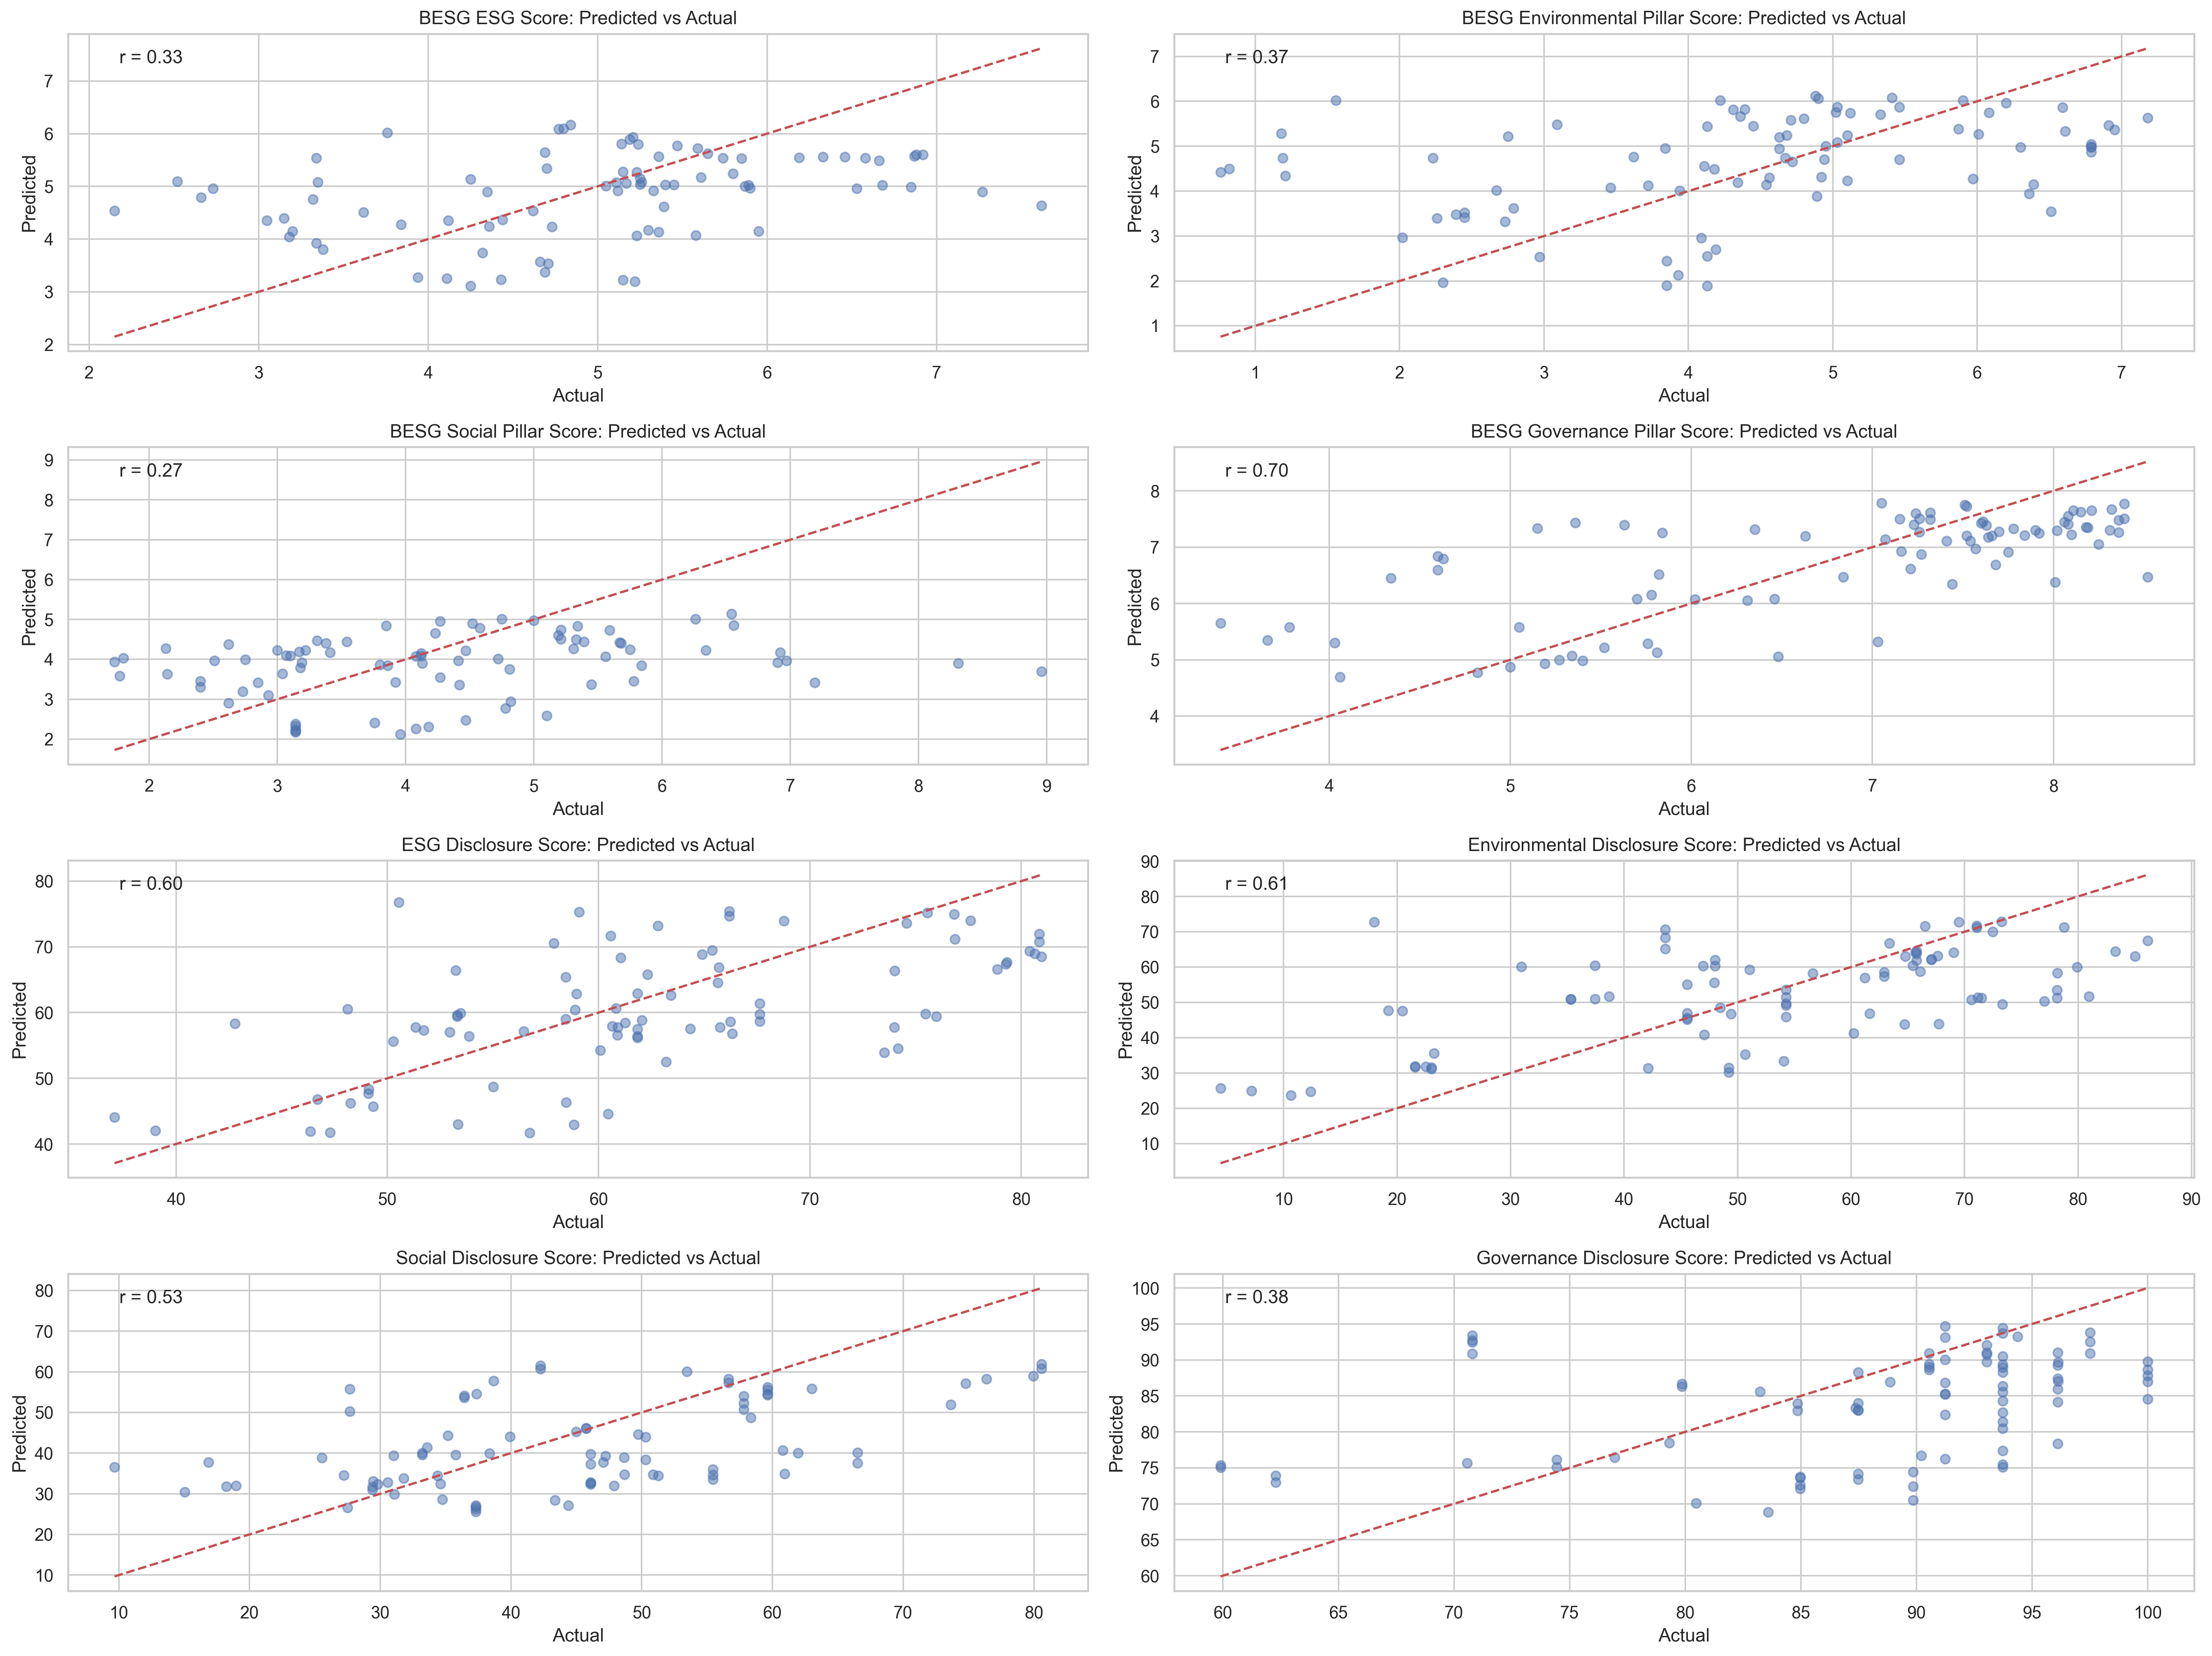 BESG ESG Score: Predicted vs Actual
r = 0.33
Predicted
7
6
5
4
3
2
2 3 4 5 6 7
Actual
BESG Environmental Pillar Score: Predicted vs Actual
r = 0.37
Predicted
7
6
5
4
3
2
1
1 2 3 4 5 6 7
Actual
BESG Social Pillar Score: Predicted vs Actual
r = 0.27
Predicted
9
8
7
6
5
4
3
2
2 3 4 5 6 7 8 9
Actual
BESG Governance Pillar Score: Predicted vs Actual
r = 0.70
Predicted
8
7
6
5
4
4 5 6 7 8
Actual
ESG Disclosure Score: Predicted vs Actual
r = 0.60
Predicted
80
70
60
50
40
40 50 60 70 80
Actual
Environmental Disclosure Score: Predicted vs Actual
r = 0.61
Predicted
90
80
70
60
50
40
30
20
10
10 20 30 40 50 60 70 80 90
Actual
Social Disclosure Score: Predicted vs Actual
r = 0.53
Predicted
80
70
60
50
40
30
20
10
10 20 30 40 50 60 70 80
Actual
Governance Disclosure Score: Predicted vs Actual
r = 0.38
Predicted
100
95
90
85
80
75
70
65
60
60 65 70 75 80 85 90 95 100
Actual